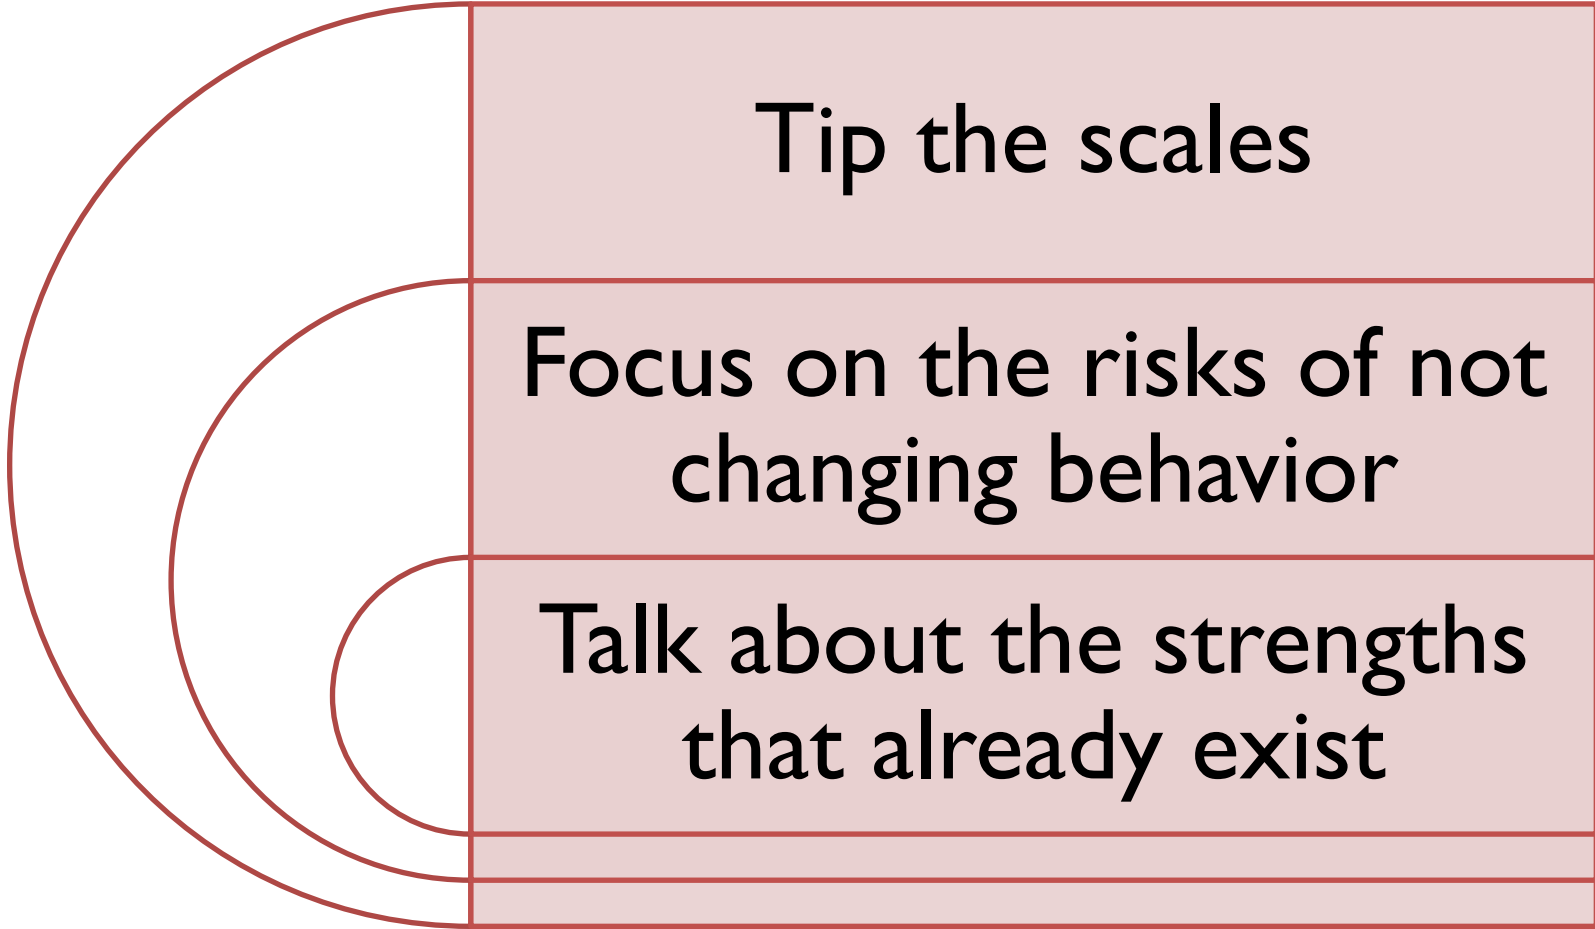 Tip the scales
Focus on the risks of not
changing behavior
Talk about the strengths
that already exist